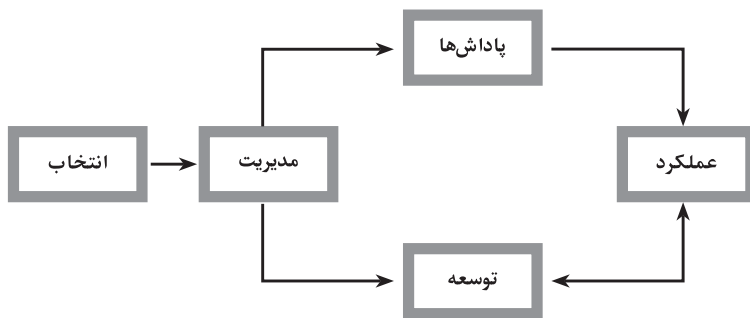 پاداش‌ها
انتخاب
مدیریت
عملکرد
توسعه